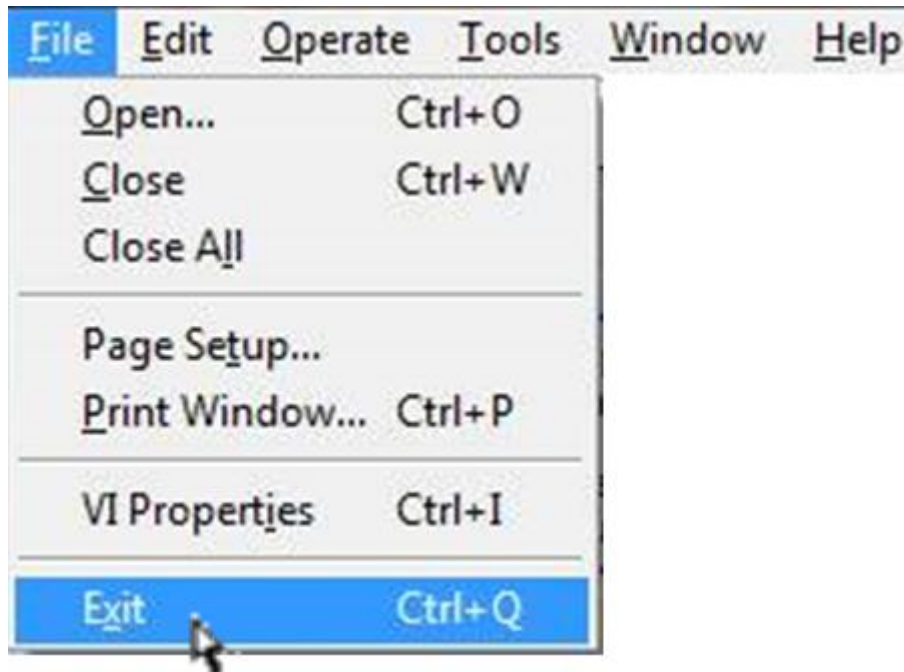 File Edit Operate Tools Window Help
Open... Ctrl+O
Close Ctrl+W
Close All
Page Setup...
Print Window... Ctrl+P
VI Properties Ctrl+I
Exit Ctrl+Q